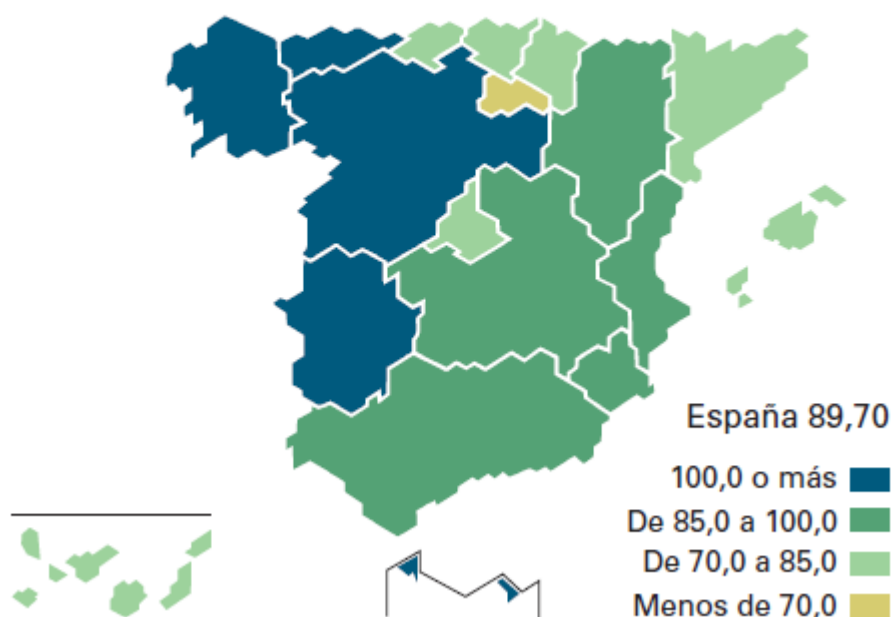 España 89,70
100,0 o más
De 85,0 a 100,0
De 70,0 a 85,0
Menos de 70,0